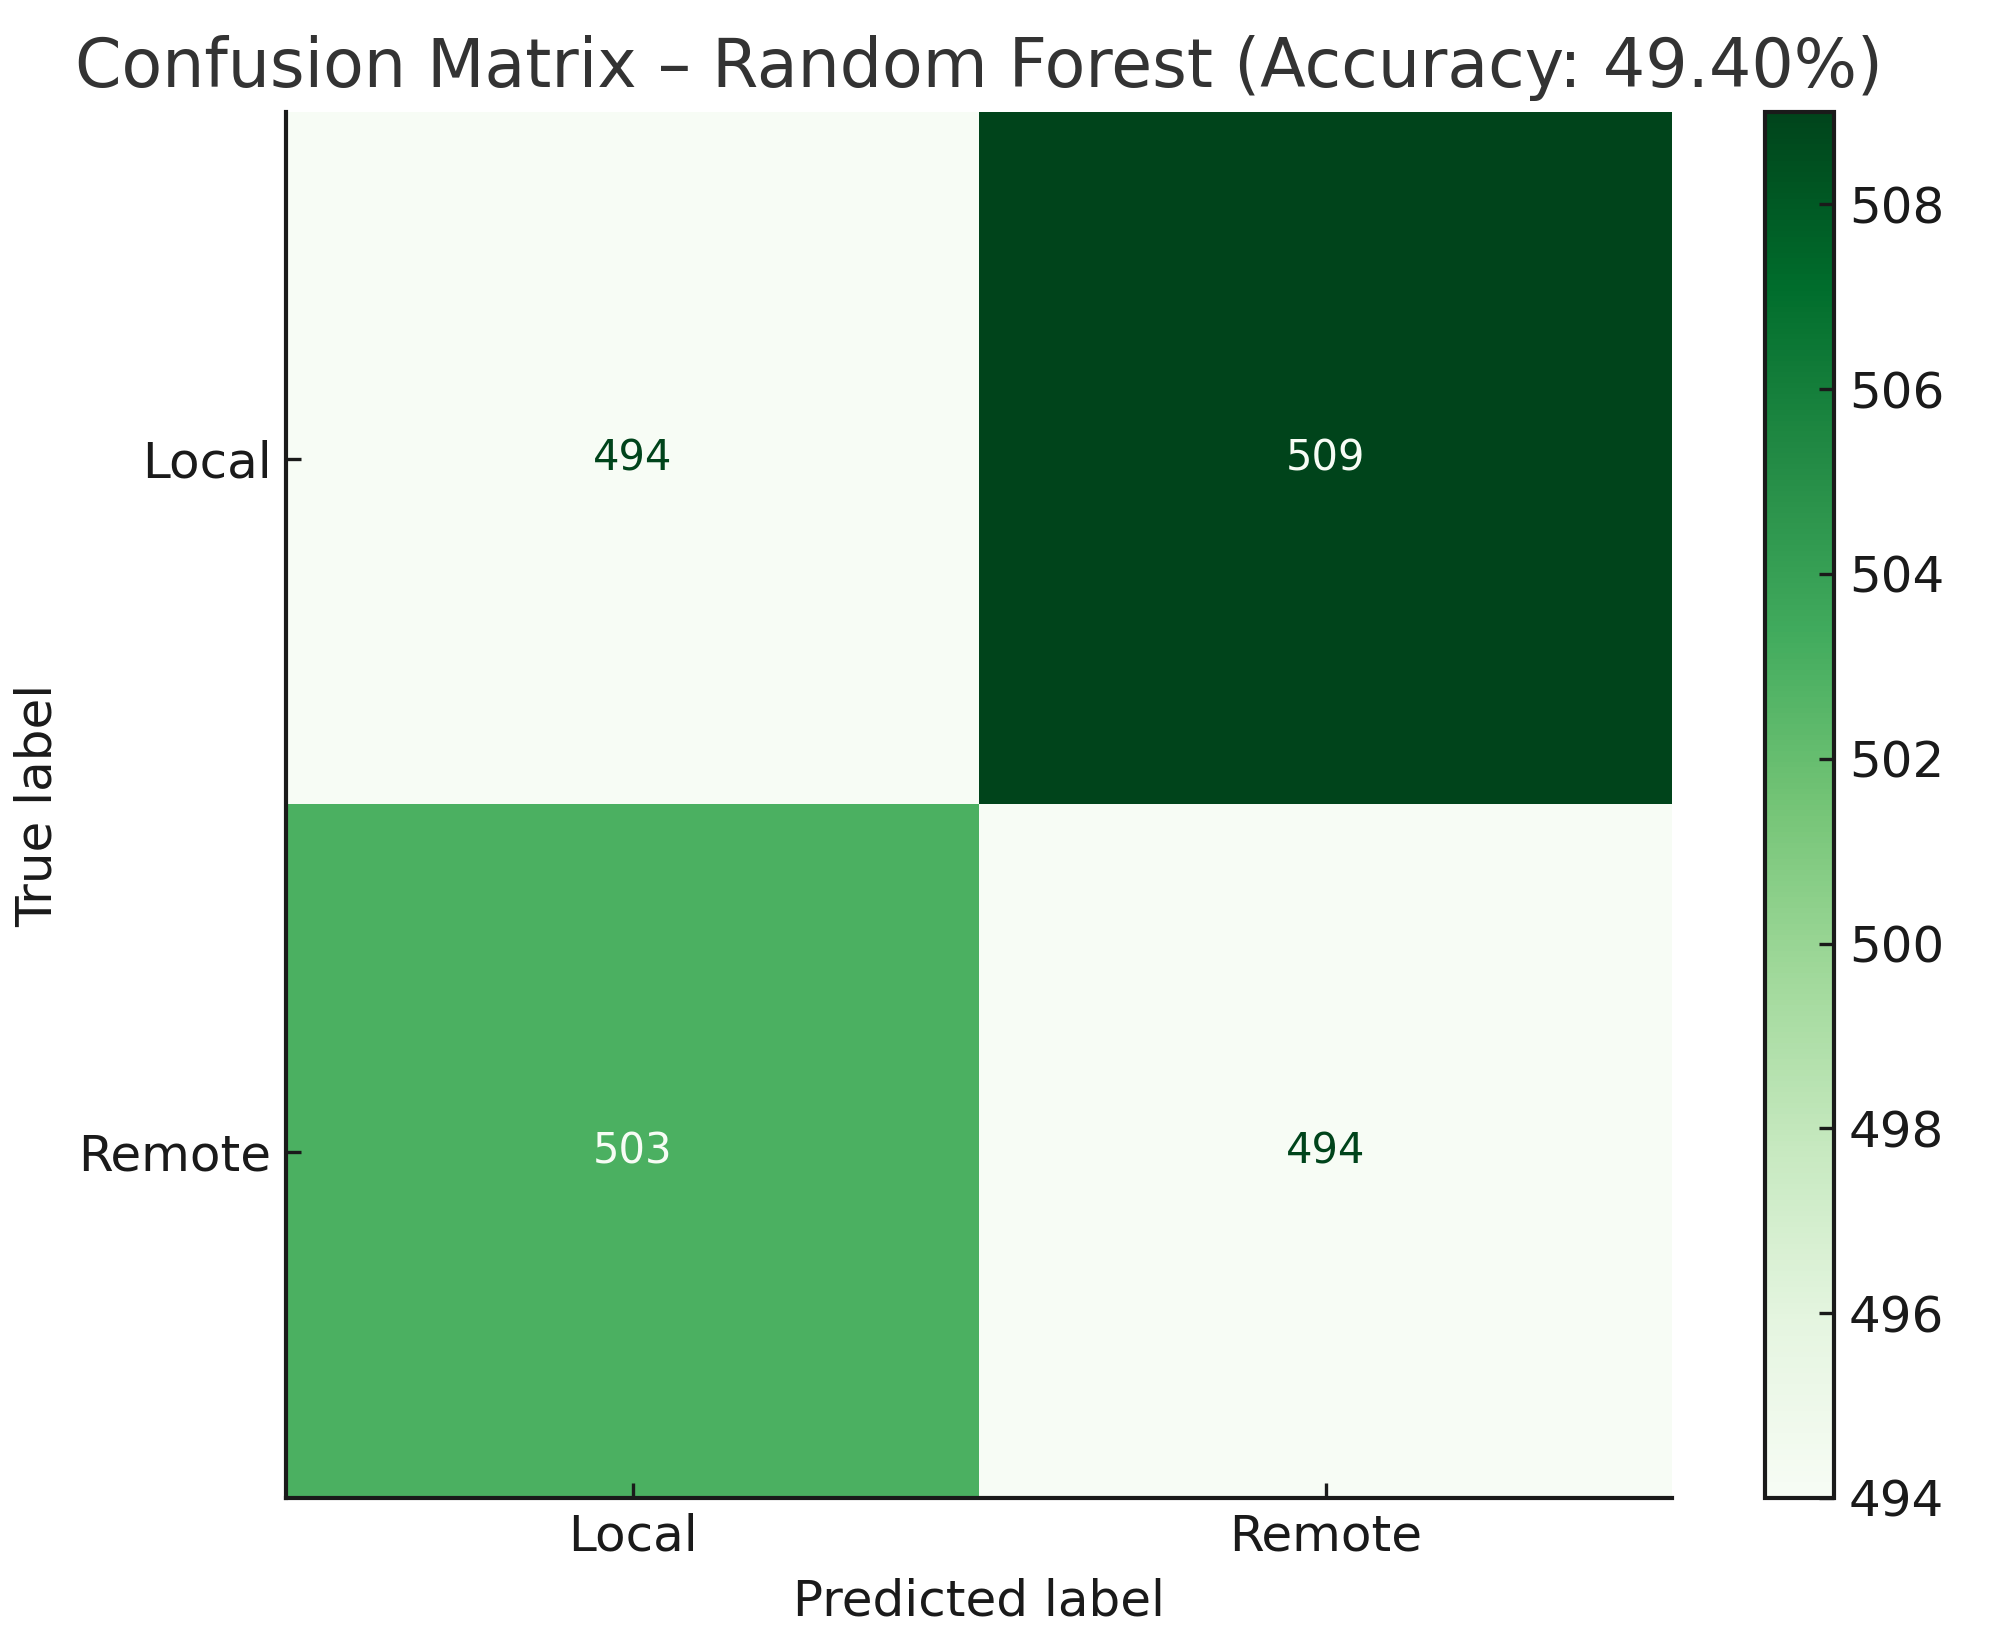 Confusion Matrix – Random Forest (Accuracy: 49.40%)
508
506
504
502
500
498
496
494
True label
Local
494
509
Remote
503
494
Local
Remote
Predicted label